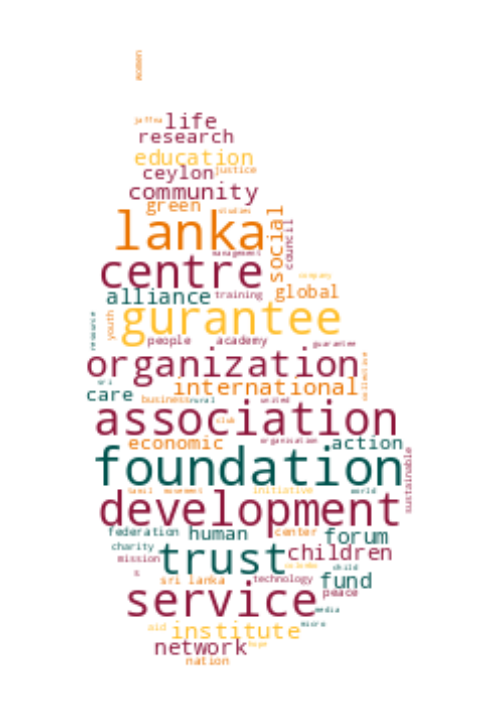 women
jaffna life
research
education
ceylon justice
community
green studies
lanka
social
council
management
centre
company
alliance training global
gurantee
youth
resource
people academy guarantee
organization
sri international
collective
care business rural united
association
club
economic organisation action
foundation
sustainable
tamil movement initiative world
development
federation human center forum
charity trust children
mission child
s sri lanka technology fund
service peace
media
aid institute micro
network hope
nation